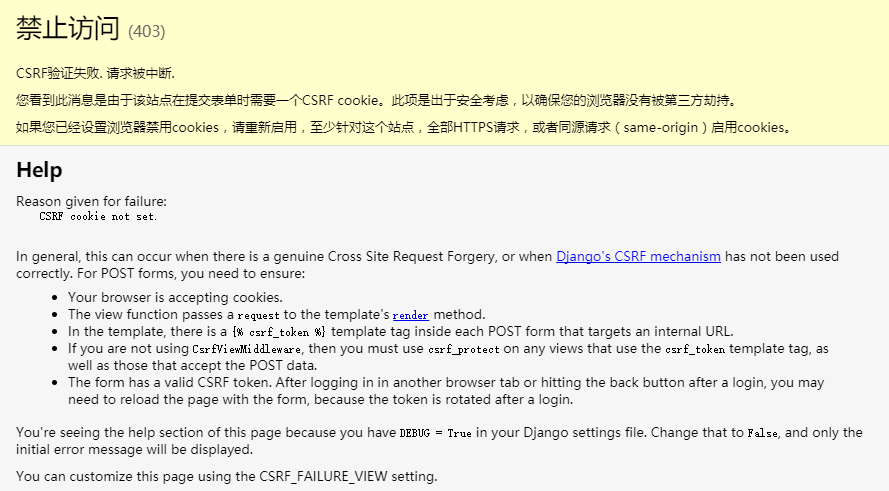 禁止访问 (403)
CSRF验证失败. 请求被中断.
您看到此消息是由于该站点在提交表单时需要一个CSRF cookie。此项是出于安全考虑，以确保您的浏览器没有被第三方劫持。
如果您已经设置浏览器禁用cookies，请重新启用，至少针对这个站点，全部HTTPS请求，或者同源请求（same-origin）启用cookies。
Help
Reason given for failure:
CSRF cookie not set.
In general, this can occur when there is a genuine Cross Site Request Forgery, or when Django's CSRF mechanism has not been used
correctly. For POST forms, you need to ensure:
• Your browser is accepting cookies.
• The view function passes a request to the template's render method.
• In the template, there is a {% csrf_token %} template tag inside each POST form that targets an internal URL.
• If you are not using CsrfViewMiddleware, then you must use csrf_protect on any views that use the csrf_token template tag, as
well as those that accept the POST data.
• The form has a valid CSRF token. After logging in in another browser tab or hitting the back button after a login, you may
need to reload the page with the form, because the token is rotated after a login.
You're seeing the help section of this page because you have DEBUG = True in your Django settings file. Change that to False, and only the
initial error message will be displayed.
You can customize this page using the CSRF_FAILURE_VIEW setting.